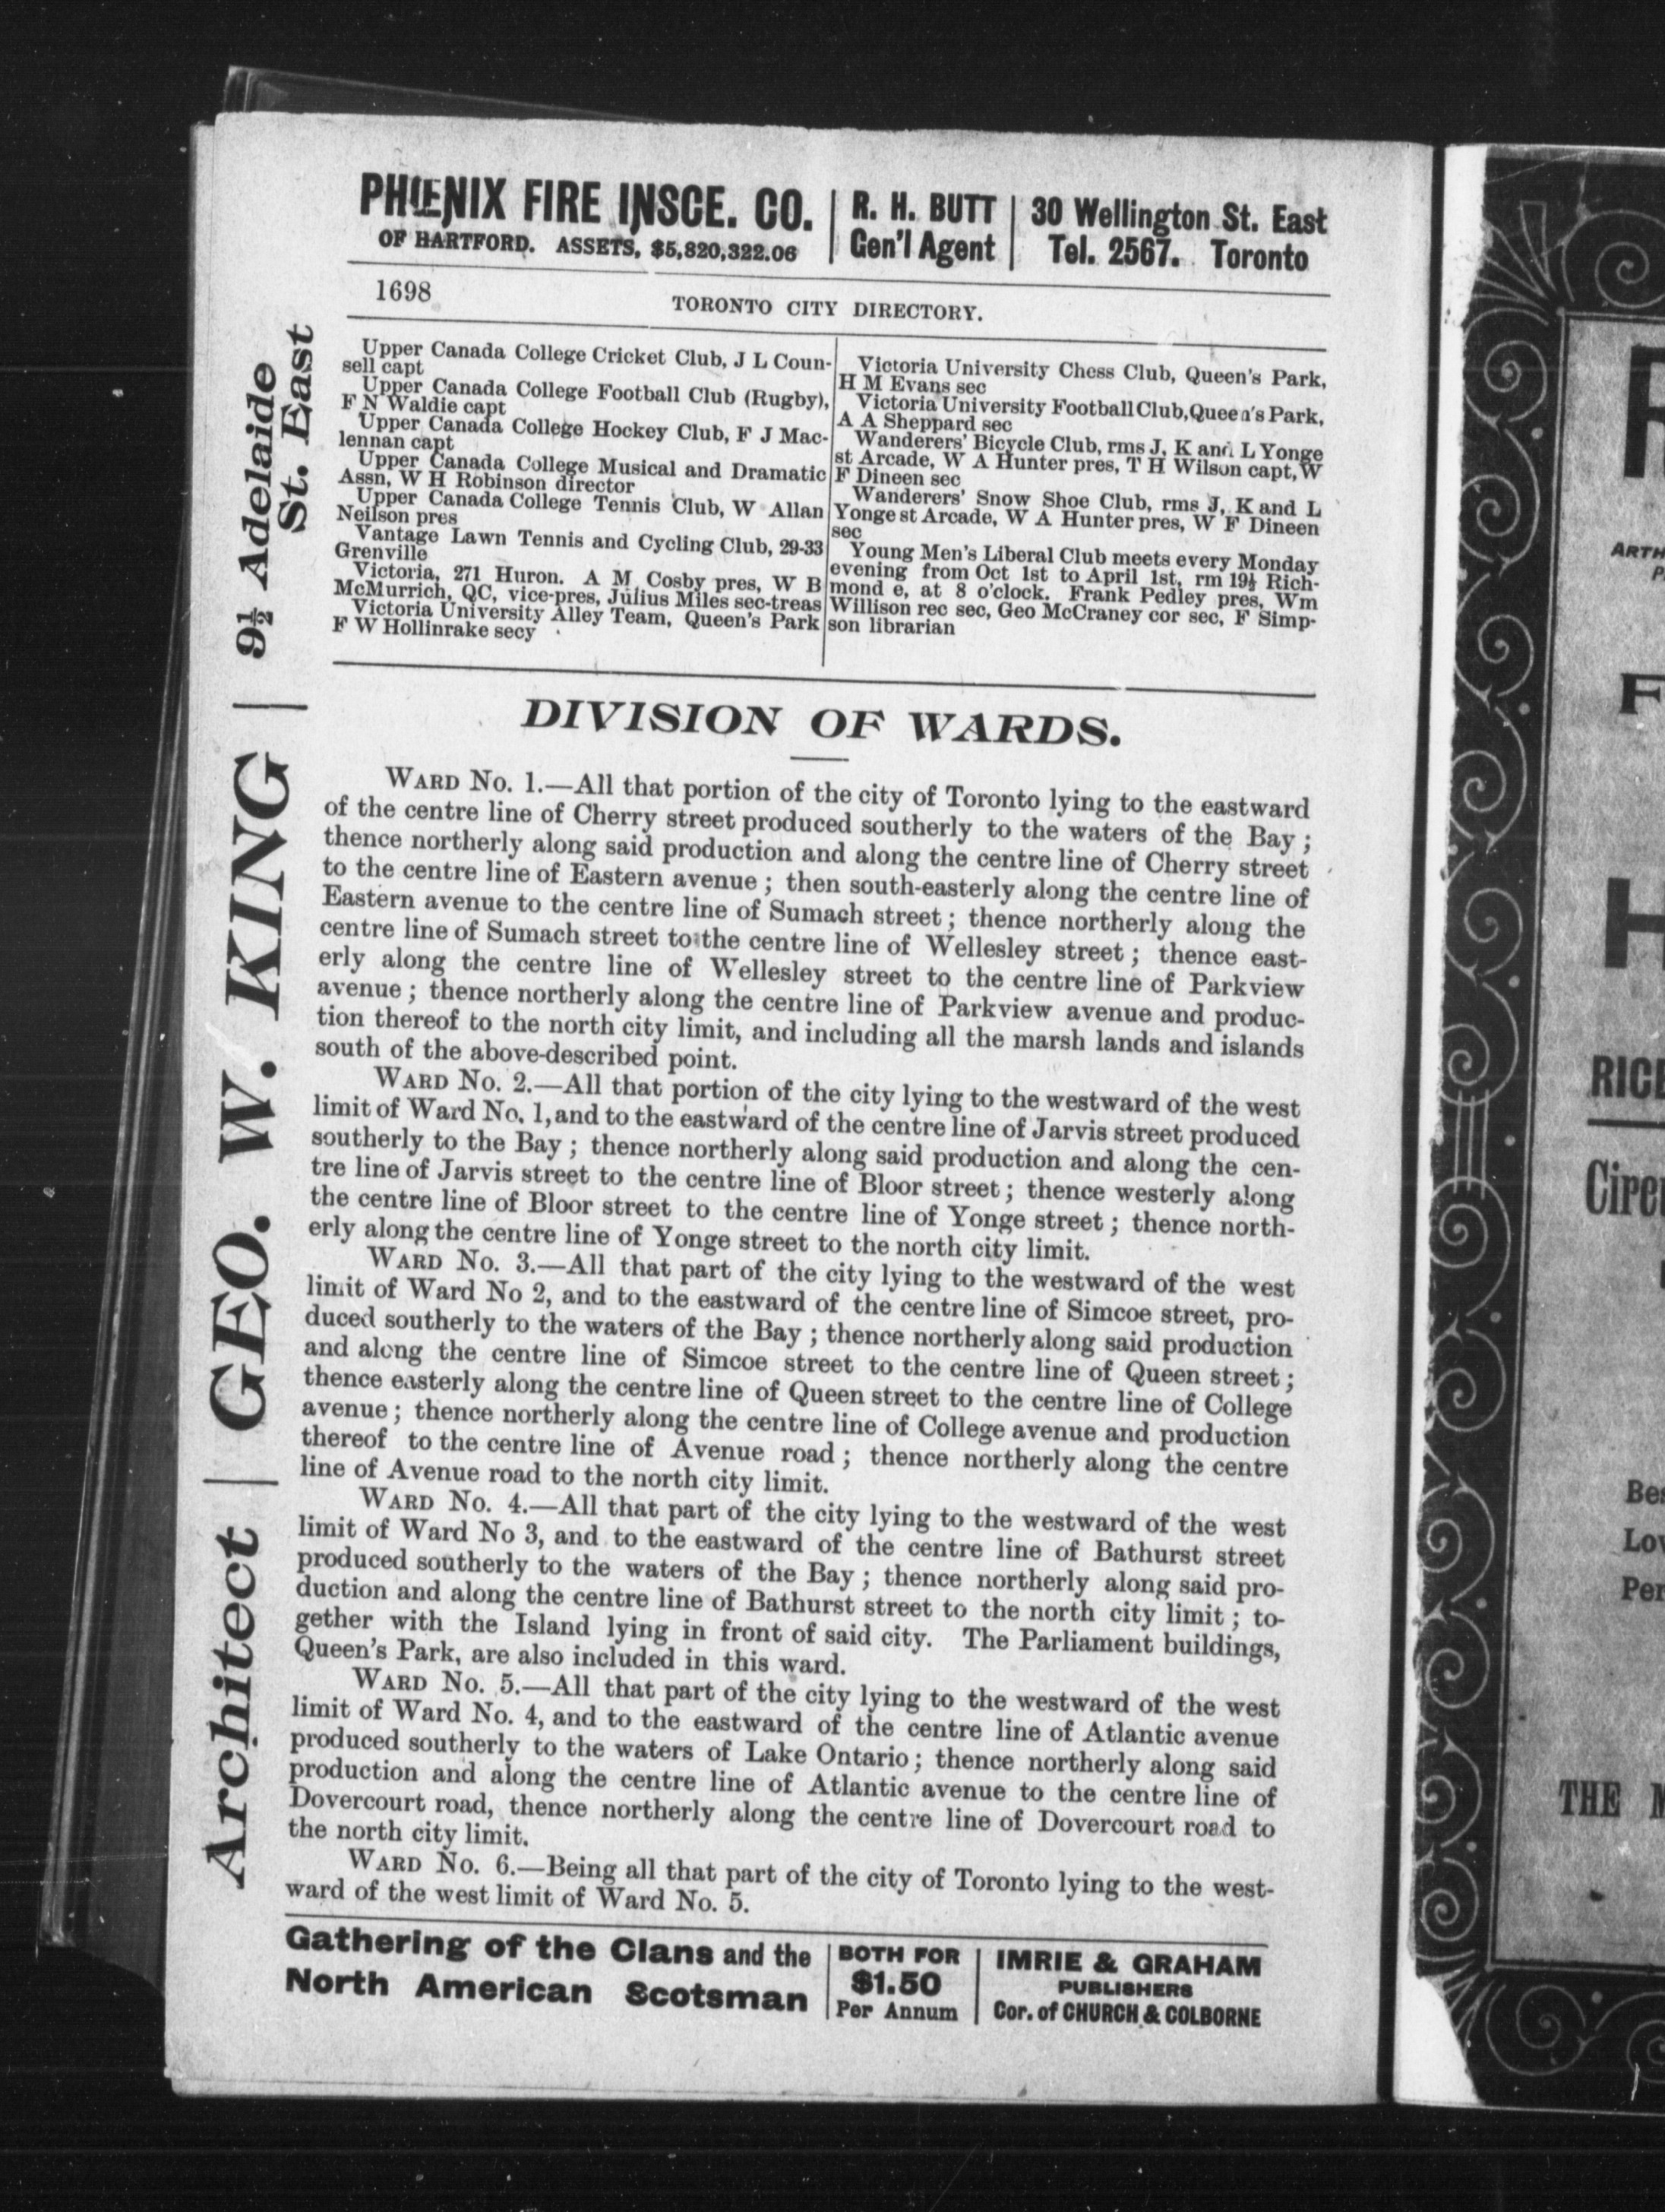 PHŒNIX FIRE INSCE. CO.
OF HARTFORD. ASSETS, $5,820,322.06
R. H. BUTT
Gen'l Agent
30 Wellington St. East
Tel. 2567. Toronto
1698
TORONTO CITY DIRECTORY.
Upper Canada College Cricket Club, J L Coun-
sell capt
Upper Canada College Football Club (Rugby),
F N Waldie capt
Upper Canada College Hockey Club, F J Mac-
lennan capt
Upper Canada College Musical and Dramatic
Assn, W H Robinson director
Upper Canada College Tennis Club, W Allan
Neilson pres
Vantage Lawn Tennis and Cycling Club, 29-33
Grenville
Victoria, 271 Huron. A M Cosby pres, W B
McMurrich, QC, vice-pres, Julius Miles sec-treas
Victoria University Alley Team, Queen's Park
F W Hollinrake secy
Victoria University Chess Club, Queen's Park,
H M Evans sec
Victoria University Football Club, Queen's Park,
A A Sheppard sec
Wanderers' Bicycle Club, rms J, K and L Yonge
st Arcade, W A Hunter pres, T H Wilson capt, W
F Dineen sec
Wanderers' Snow Shoe Club, rms J, K and L
Yonge st Arcade, W A Hunter pres, W F Dineen
sec
Young Men's Liberal Club meets every Monday
evening from Oct 1st to April 1st, rm 19½ Rich-
mond e, at 8 o'clock. Frank Pedley pres, Wm
Willison rec sec, Geo McCraney cor sec, F Simp-
son librarian
DIVISION OF WARDS.
WARD No. 1.—All that portion of the city of Toronto lying to the eastward
of the centre line of Cherry street produced southerly to the waters of the Bay ;
thence northerly along said production and along the centre line of Cherry street
to the centre line of Eastern avenue ; then south-easterly along the centre line of
Eastern avenue to the centre line of Sumach street ; thence northerly along the
centre line of Sumach street to the centre line of Wellesley street ; thence east-
erly along the centre line of Wellesley street to the centre line of Parkview
avenue ; thence northerly along the centre line of Parkview avenue and produc-
tion thereof to the north city limit, and including all the marsh lands and islands
south of the above-described point.
WARD No. 2.—All that portion of the city lying to the westward of the west
limit of Ward No. 1, and to the eastward of the centre line of Jarvis street produced
southerly to the Bay ; thence northerly along said production and along the cen-
tre line of Jarvis street to the centre line of Bloor street ; thence westerly along
the centre line of Bloor street to the centre line of Yonge street ; thence north-
erly along the centre line of Yonge street to the north city limit.
WARD No. 3.—All that part of the city lying to the westward of the west
limit of Ward No 2, and to the eastward of the centre line of Simcoe street, pro-
duced southerly to the waters of the Bay ; thence northerly along said production
and along the centre line of Simcoe street to the centre line of Queen street ;
thence easterly along the centre line of Queen street to the centre line of College
avenue ; thence northerly along the centre line of College avenue and production
thereof to the centre line of Avenue road ; thence northerly along the centre
line of Avenue road to the north city limit.
WARD No. 4.—All that part of the city lying to the westward of the west
limit of Ward No 3, and to the eastward of the centre line of Bathurst street
produced southerly to the waters of the Bay ; thence northerly along said pro-
duction and along the centre line of Bathurst street to the north city limit ; to-
gether with the Island lying in front of said city. The Parliament buildings,
Queen's Park, are also included in this ward.
WARD No. 5.—All that part of the city lying to the westward of the west
limit of Ward No. 4, and to the eastward of the centre line of Atlantic avenue
produced southerly to the waters of Lake Ontario ; thence northerly along said
production and along the centre line of Atlantic avenue to the centre line of
Dovercourt road, thence northerly along the centre line of Dovercourt road to
the north city limit.
WARD No. 6.—Being all that part of the city of Toronto lying to the west-
ward of the west limit of Ward No. 5.
Gathering of the Clans and the
North American Scotsman
BOTH FOR
$1.50
Per Annum
IMRIE & GRAHAM
PUBLISHERS
Cor. of CHURCH & COLBORNE
Architect | GEO. W. KING | 9½ Adelaide
St. East
THE